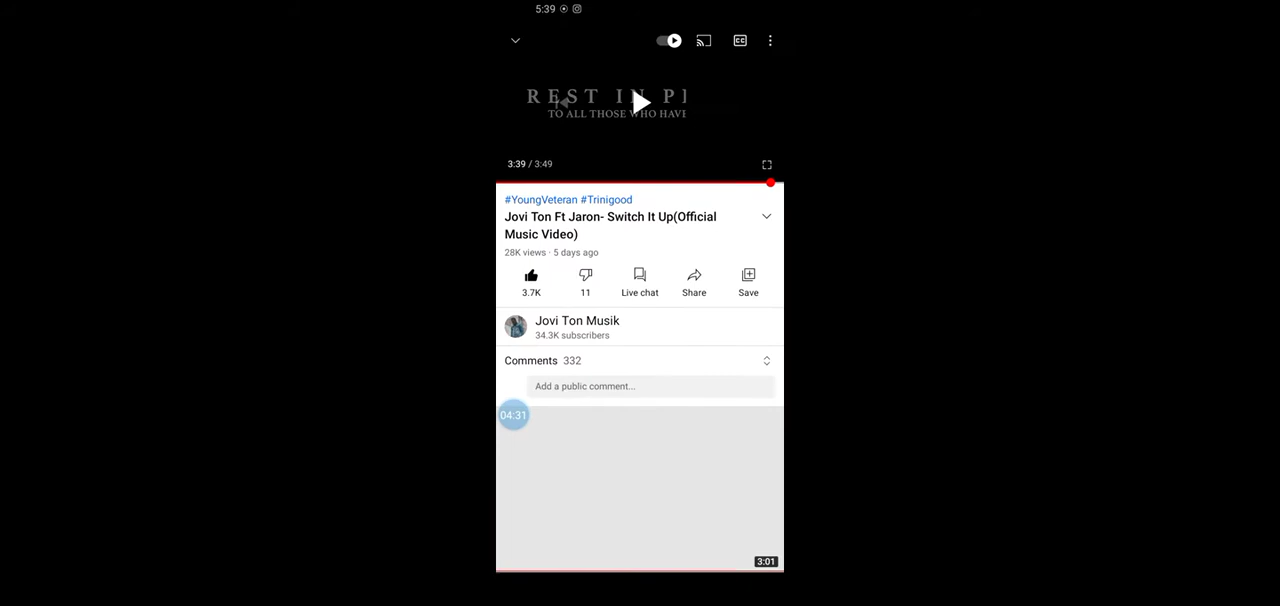 5:39
REST IN P
TO ALL THOSE WHO HAVE
3:39 / 3:49
#YoungVeteran #Trinigood
Jovi Ton Ft Jaron- Switch It Up(Official
Music Video)
28K views · 5 days ago
3.7K 11 Live chat Share Save
Jovi Ton Musik
34.3K subscribers
Comments 332
Add a public comment...
04:31
3:01